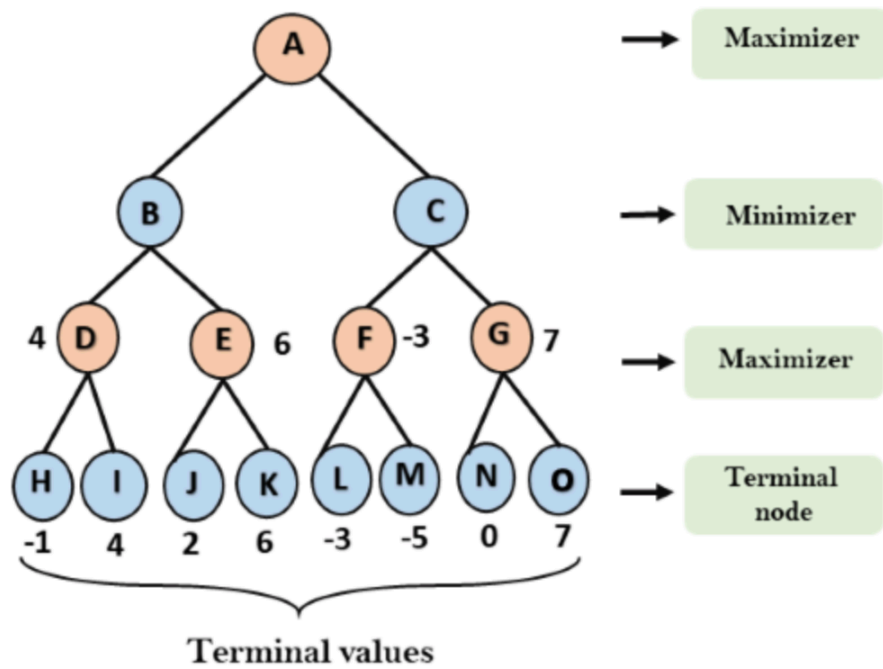 A
Maximizer
B
C
Minimizer
4 D
E 6
F -3
G 7
Maximizer
H I J K L M N O
Terminal
node
-1 4 2 6 -3 -5 0 7
Terminal values